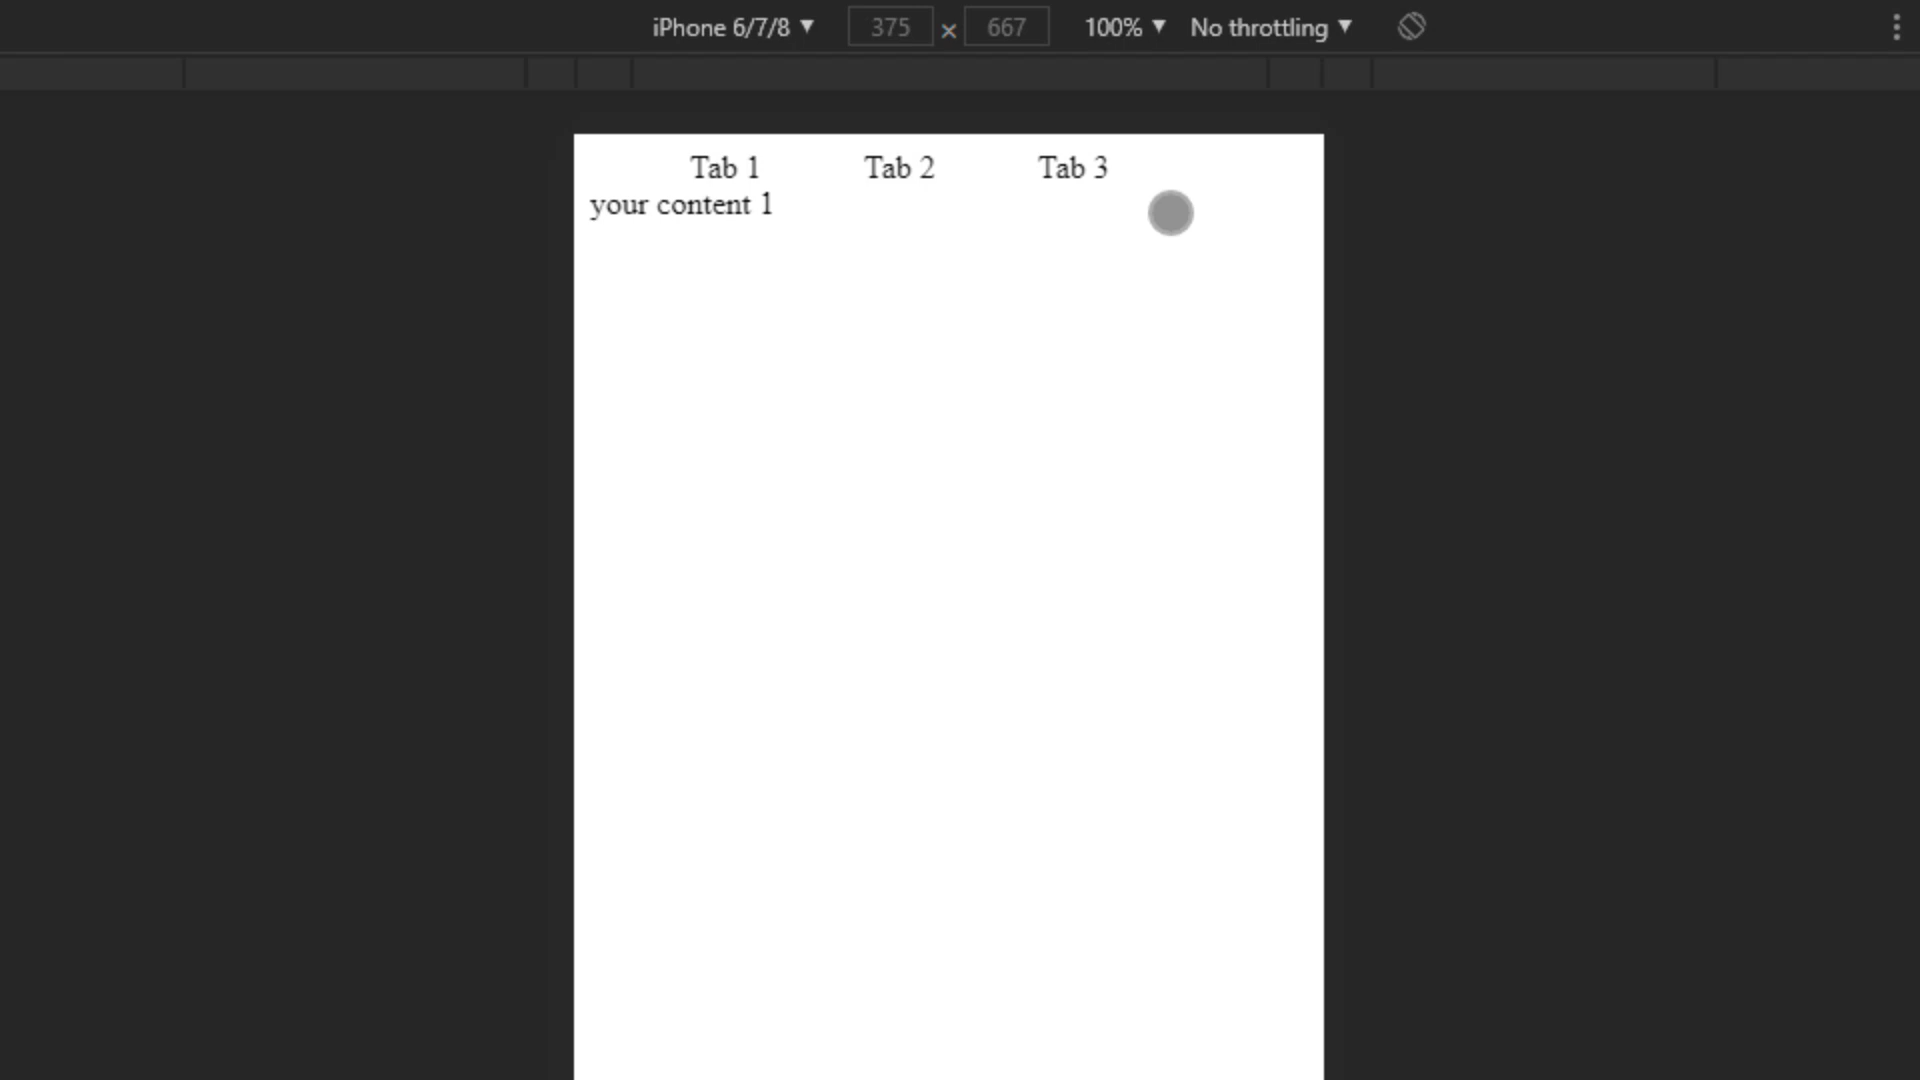 iPhone 6/7/8 ▼ 375 × 667 100% ▼ No throttling ▼
Tab 1 Tab 2 Tab 3
your content 1